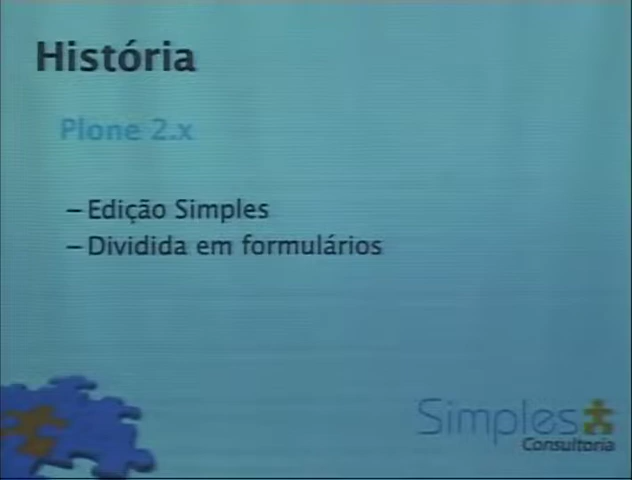 História
Plone 2.x
– Edição Simples
– Dividida em formulários
Simples
Consultoria